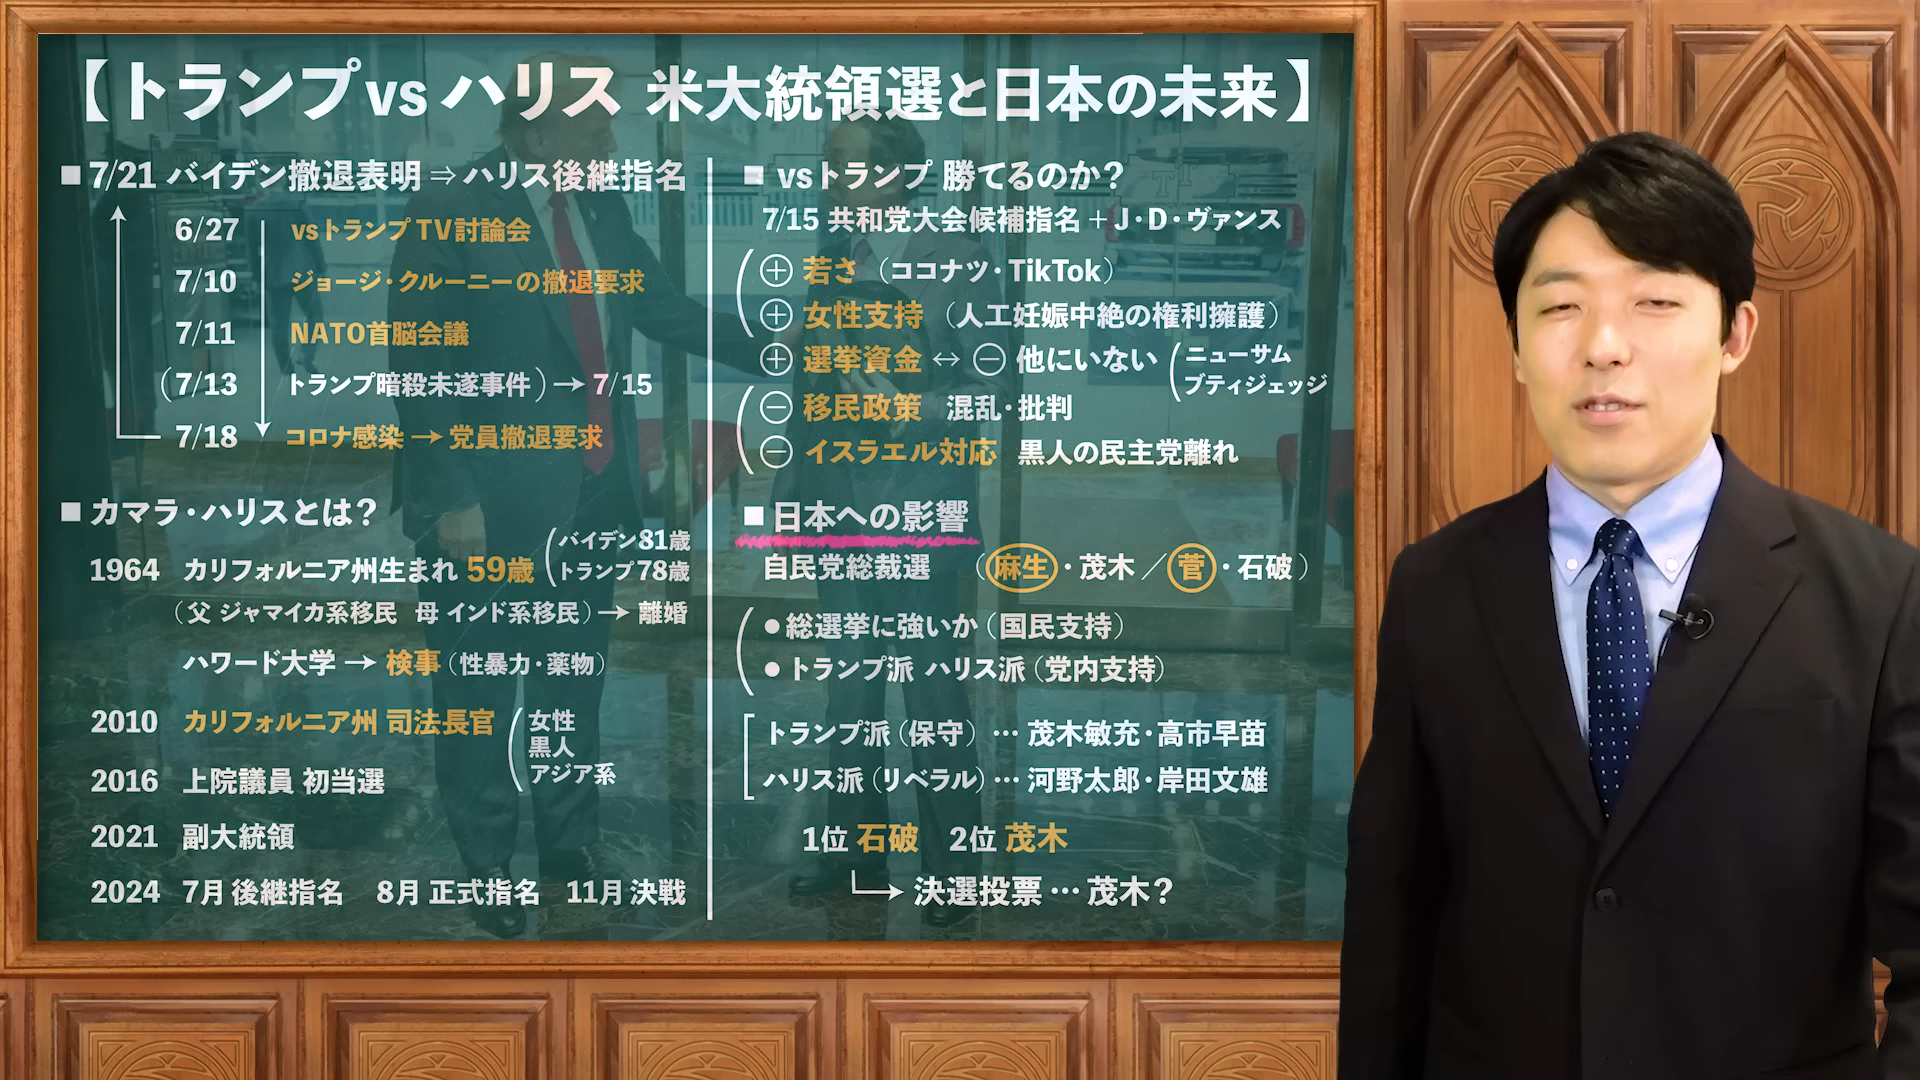 【トランプvsハリス 米大統領選と日本の未来】
■7/21 バイデン撤退表明⇒ハリス後継指名
6/27 vsトランプTV討論会
7/10 ジョージ・クルーニーの撤退要求
7/11 NATO首脳会議
(7/13 トランプ暗殺未遂事件)→7/15
7/18 コロナ感染→党員撤退要求
■カマラ・ハリスとは？
1964 カリフォルニア州生まれ 59歳
(バイデン81歳
トランプ78歳
(父 ジャマイカ系移民 母 インド系移民)→離婚
ハワード大学→検事(性暴力・薬物)
2010 カリフォルニア州 司法長官
(女性
黒人
アジア系
2016 上院議員 初当選
2021 副大統領
2024 7月 後継指名 8月 正式指名 11月 決戦
■vsトランプ 勝てるのか？
7/15 共和党大会候補指名＋J・D・ヴァンス
⊕ 若さ (ココナツ・TikTok)
⊕ 女性支持 (人工妊娠中絶の権利擁護)
⊕ 選挙資金↔⊖他にいない
(ニューサム
ブティジェッジ
⊖ 移民政策 混乱・批判
⊖ イスラエル対応 黒人の民主党離れ
■日本への影響
自民党総裁選 (麻生・茂木／菅・石破)
●総選挙に強いか(国民支持)
●トランプ派 ハリス派(党内支持)
トランプ派(保守)…茂木敏充・高市早苗
ハリス派(リベラル)…河野太郎・岸田文雄
1位 石破 2位 茂木
→決選投票…茂木？